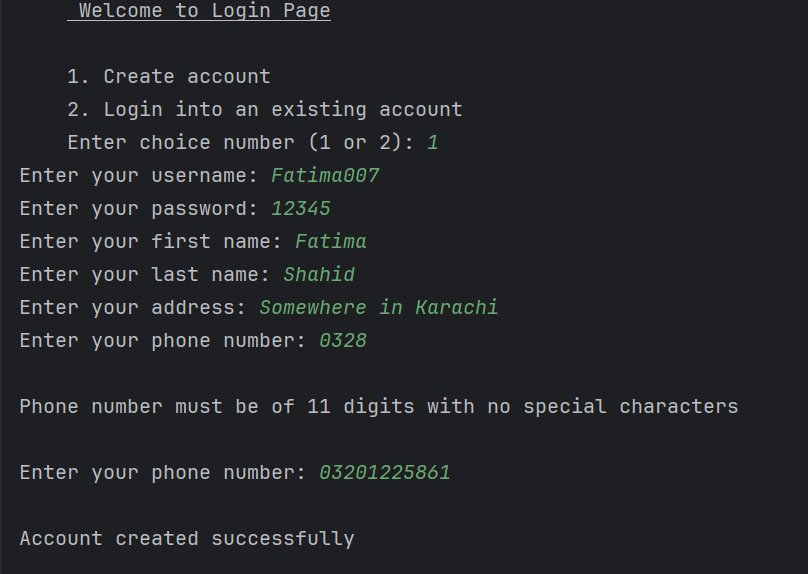 Welcome to Login Page
1. Create account
2. Login into an existing account
Enter choice number (1 or 2): 1
Enter your username: Fatima007
Enter your password: 12345
Enter your first name: Fatima
Enter your last name: Shahid
Enter your address: Somewhere in Karachi
Enter your phone number: 0328
Phone number must be of 11 digits with no special characters
Enter your phone number: 03201225861
Account created successfully